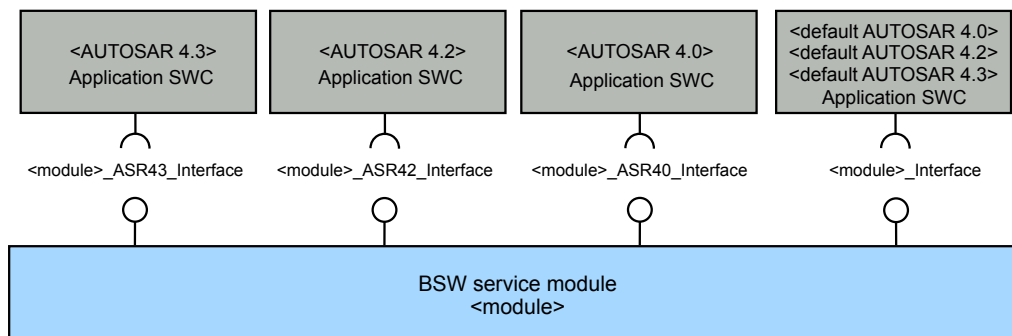 <AUTOSAR 4.3>
Application SWC
<AUTOSAR 4.2>
Application SWC
<AUTOSAR 4.0>
Application SWC
<default AUTOSAR 4.0>
<default AUTOSAR 4.2>
<default AUTOSAR 4.3>
Application SWC
<module>_ASR43_Interface
<module>_ASR42_Interface
<module>_ASR40_Interface
<module>_Interface
BSW service module
<module>